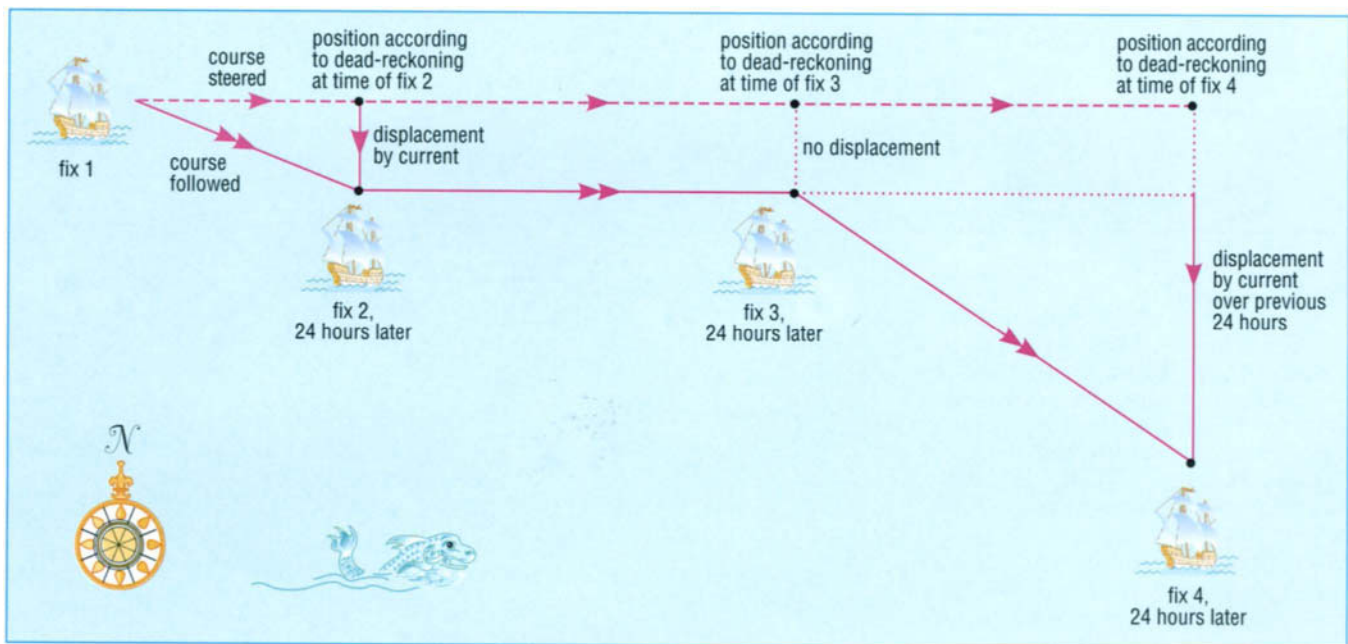 course
steered
position according
to dead-reckoning
at time of fix 2
position according
to dead-reckoning
at time of fix 3
position according
to dead-reckoning
at time of fix 4
fix 1
course
followed
displacement
by current
no displacement
displacement
by current
over previous
24 hours
fix 2,
24 hours later
fix 3,
24 hours later
N
fix 4,
24 hours later